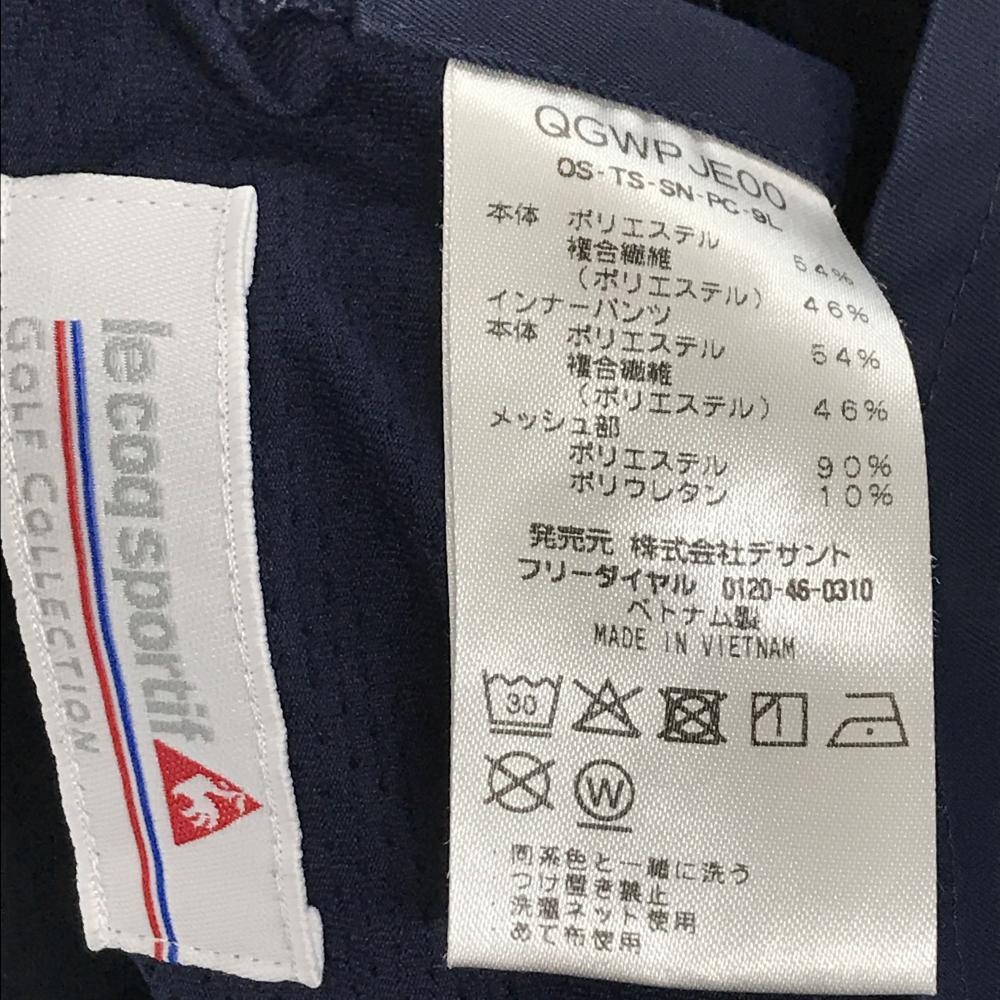 le coq sportif
GOLF COLLECTION
QGWPJE00
OS-TS-SN-PC-9L
本体 ポリエステル 54%
複合繊維
（ポリエステル） 46%
インナーパンツ
本体 ポリエステル 54%
複合繊維
（ポリエステル） 46%
メッシュ部
ポリエステル 90%
ポリウレタン 10%
発売元 株式会社デサント
フリーダイヤル 0120-46-0310
ベトナム製
MADE IN VIETNAM
30
W
・同系色と一緒に洗う
・つけ置き禁止
・洗濯ネット使用
・あて布使用